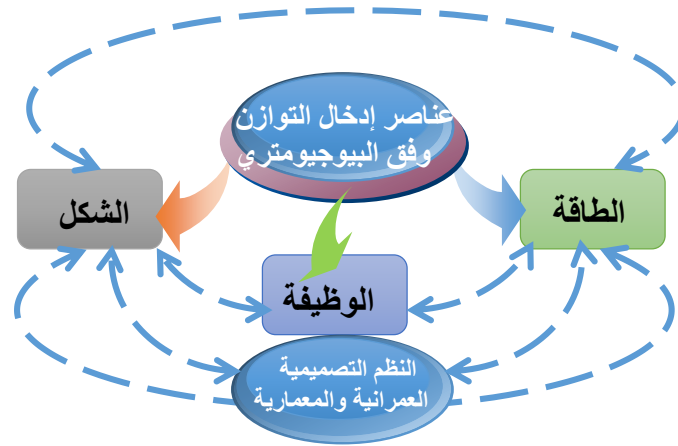 عناصر إدخال التوازن
وفق البيوجيومتري
الطاقة
الشكل
الوظيفة
النظم التصميمية
العمرانية والمعمارية